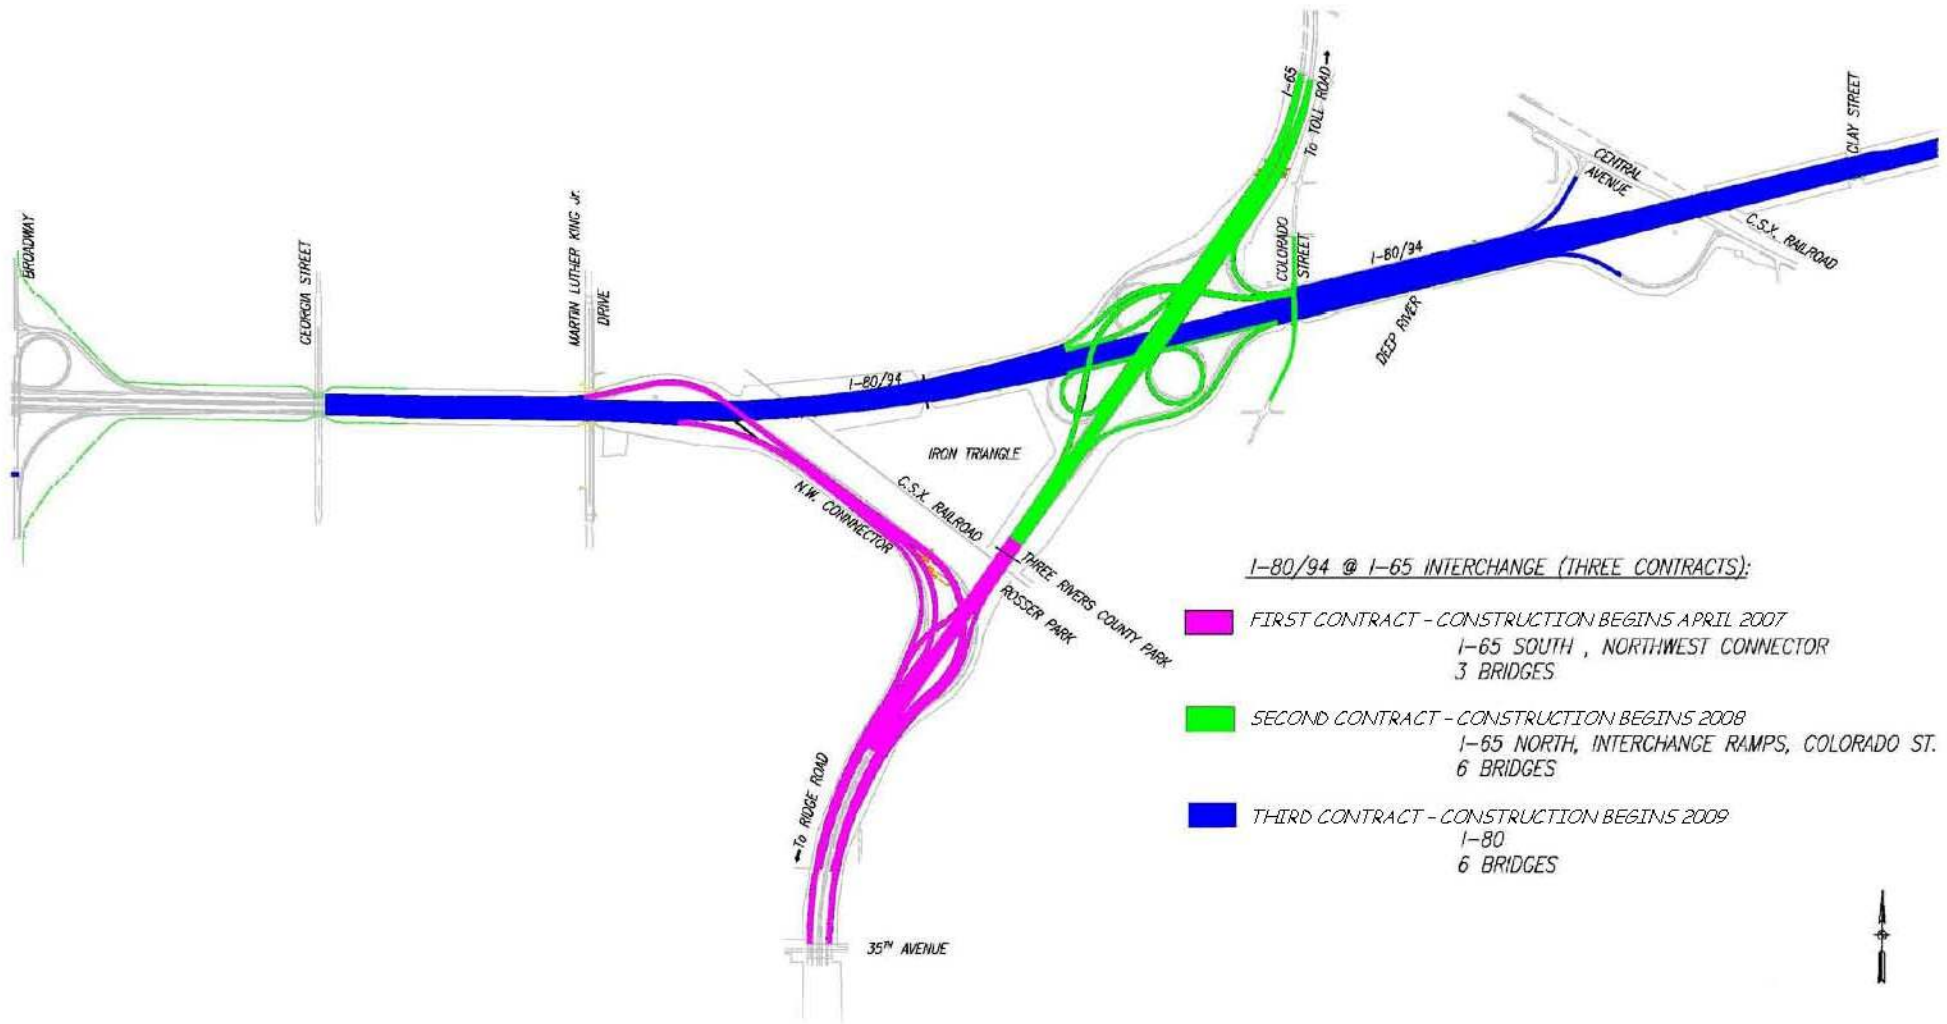 BROADWAY
GEORGIA STREET
MARTIN LUTHER KING Jr.
DRIVE
I-80/94
I-65
To TOLL ROAD→
COLORADO
STREET
I-80/94
DEEP RIVER
CENTRAL
AVENUE
C.S.X. RAILROAD
CLAY STREET
IRON TRIANGLE
C.S.X. RAILROAD
N.W. CONNNECTOR
THREE RIVERS COUNTY PARK
ROSSER PARK
←To RIDGE ROAD
35TH AVENUE
I-80/94 @ I-65 INTERCHANGE (THREE CONTRACTS):
FIRST CONTRACT - CONSTRUCTION BEGINS APRIL 2007
I-65 SOUTH , NORTHWEST CONNECTOR
3 BRIDGES
SECOND CONTRACT - CONSTRUCTION BEGINS 2008
I-65 NORTH, INTERCHANGE RAMPS, COLORADO ST.
6 BRIDGES
THIRD CONTRACT - CONSTRUCTION BEGINS 2009
I-80
6 BRIDGES